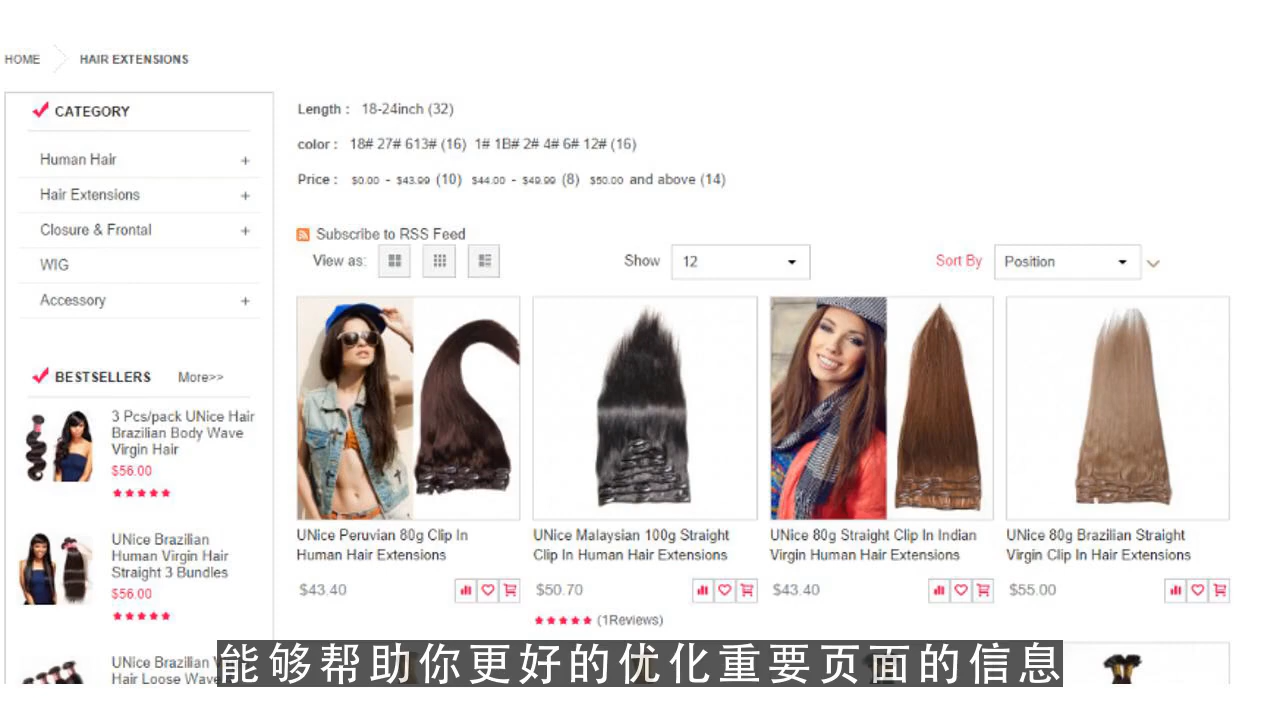 HOME HAIR EXTENSIONS
CATEGORY
Human Hair +
Hair Extensions +
Closure & Frontal +
WIG
Accessory +
BESTSELLERS More>>
3 Pcs/pack UNice Hair
Brazilian Body Wave
Virgin Hair
$56.00
UNice Brazilian
Human Virgin Hair
Straight 3 Bundles
$56.00
UNice Brazilian
Hair Loose Wave
Length : 18-24inch (32)
color : 18# 27# 613# (16) 1# 1B# 2# 4# 6# 12# (16)
Price : $0.00 - $43.99 (10) $44.00 - $49.99 (8) $50.00 and above (14)
Subscribe to RSS Feed
View as: Show 12 Sort By Position
UNice Peruvian 80g Clip In
Human Hair Extensions
$43.40
UNice Malaysian 100g Straight
Clip In Human Hair Extensions
$50.70
(1Reviews)
UNice 80g Straight Clip In Indian
Virgin Human Hair Extensions
$43.40
UNice 80g Brazilian Straight
Virgin Clip In Hair Extensions
$55.00
能够帮助你更好的优化重要页面的信息